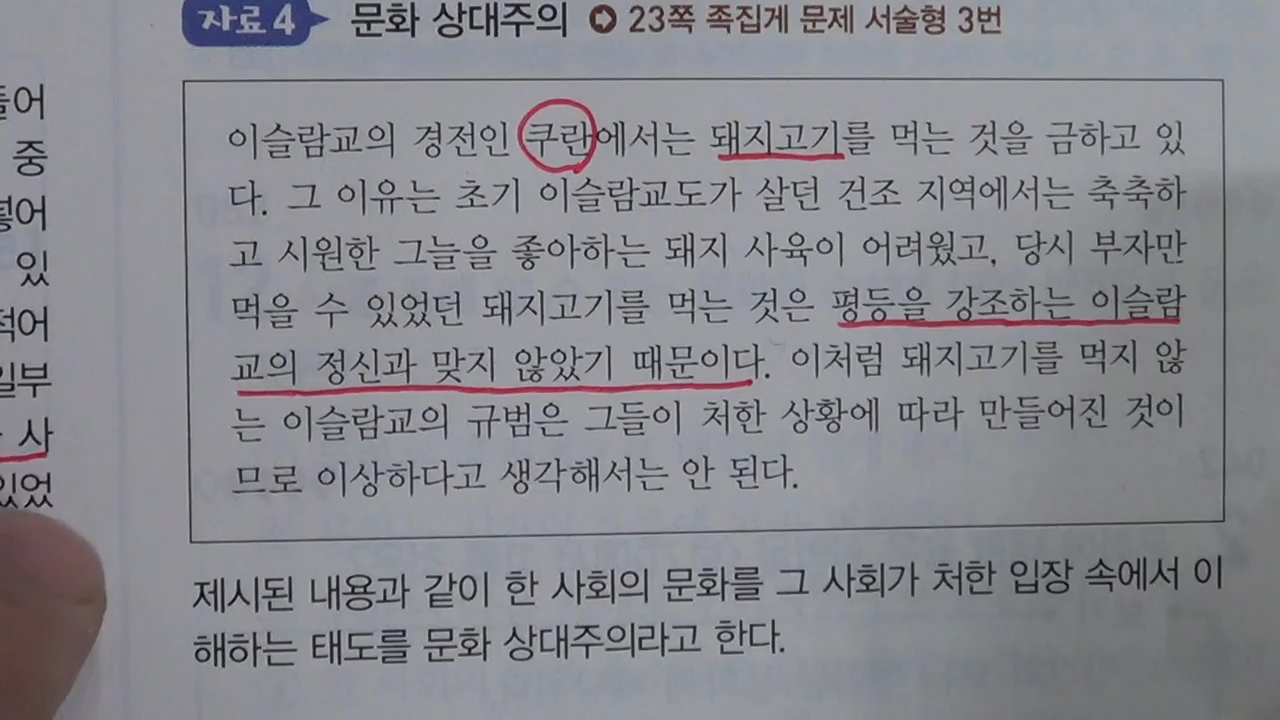 자료 4 문화 상대주의 ➲ 23쪽 족집게 문제 서술형 3번
이슬람교의 경전인 쿠란에서는 돼지고기를 먹는 것을 금하고 있
다. 그 이유는 초기 이슬람교도가 살던 건조 지역에서는 축축하
고 시원한 그늘을 좋아하는 돼지 사육이 어려웠고, 당시 부자만
먹을 수 있었던 돼지고기를 먹는 것은 평등을 강조하는 이슬람
교의 정신과 맞지 않았기 때문이다. 이처럼 돼지고기를 먹지 않
는 이슬람교의 규범은 그들이 처한 상황에 따라 만들어진 것이
므로 이상하다고 생각해서는 안 된다.
제시된 내용과 같이 한 사회의 문화를 그 사회가 처한 입장 속에서 이
해하는 태도를 문화 상대주의라고 한다.
중
있
사